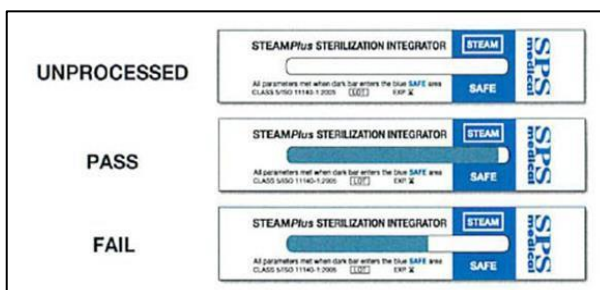 UNPROCESSED
STEAMPlus STERILIZATION INTEGRATOR
STEAM
All parameters met when dark bar enters the blue SAFE area
CLASS 5/ISO 11140-1:2005 LOT EXP
SAFE
SPS medical
PASS
STEAMPlus STERILIZATION INTEGRATOR
STEAM
All parameters met when dark bar enters the blue SAFE area
CLASS 5/ISO 11140-1:2005 LOT EXP
SAFE
SPS medical
FAIL
STEAMPlus STERILIZATION INTEGRATOR
STEAM
All parameters met when dark bar enters the blue SAFE area
CLASS 5/ISO 11140-1:2005 LOT EXP
SAFE
SPS medical